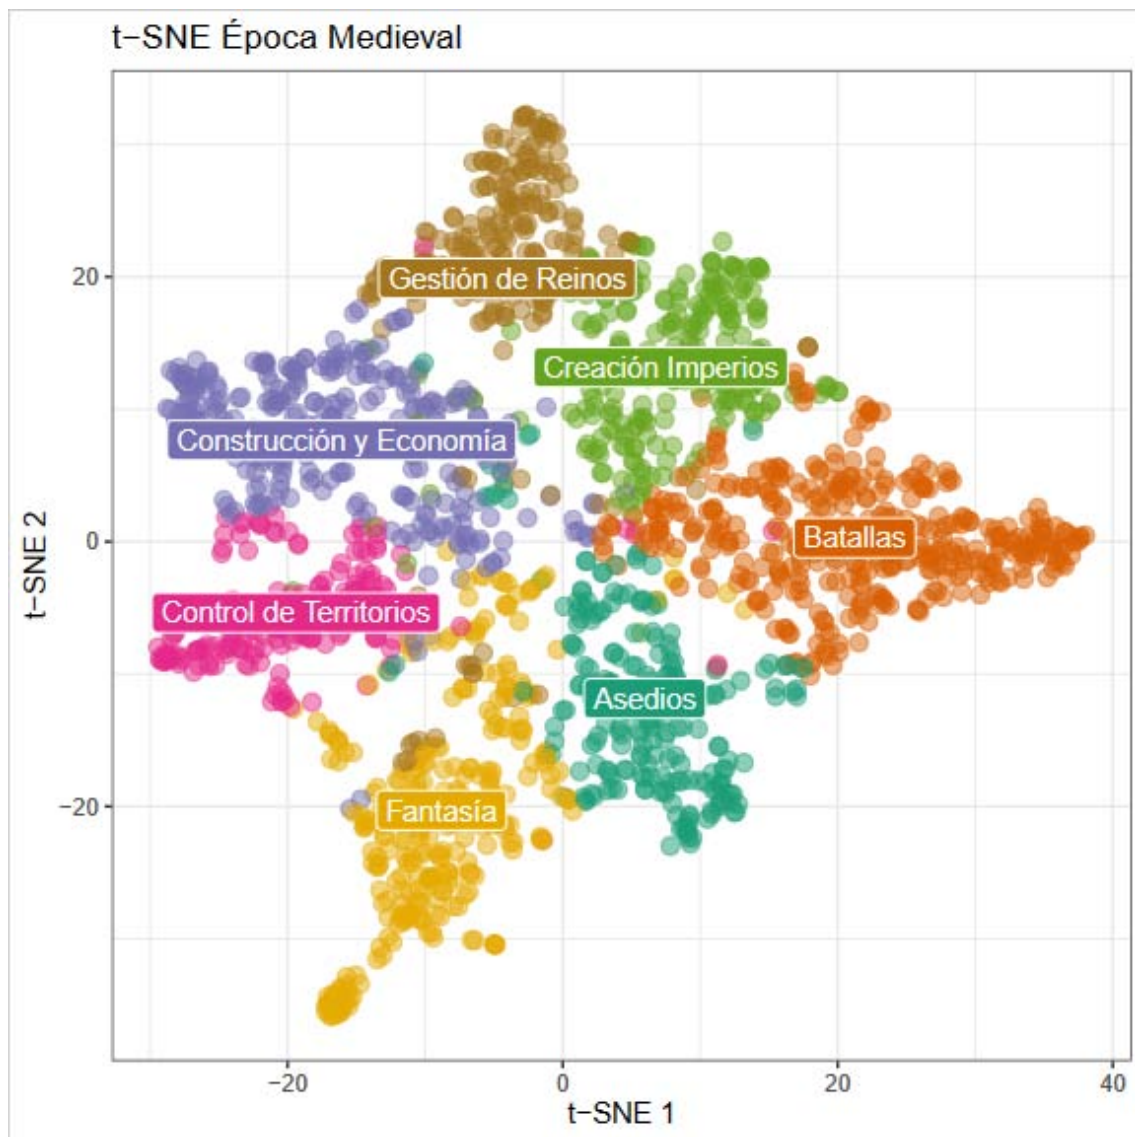 t−SNE Época Medieval
Gestión de Reinos
Creación Imperios
Construcción y Economía
Batallas
Control de Territorios
Asedios
Fantasía
20
0
−20
t−SNE 2
−20
0
20
40
t−SNE 1